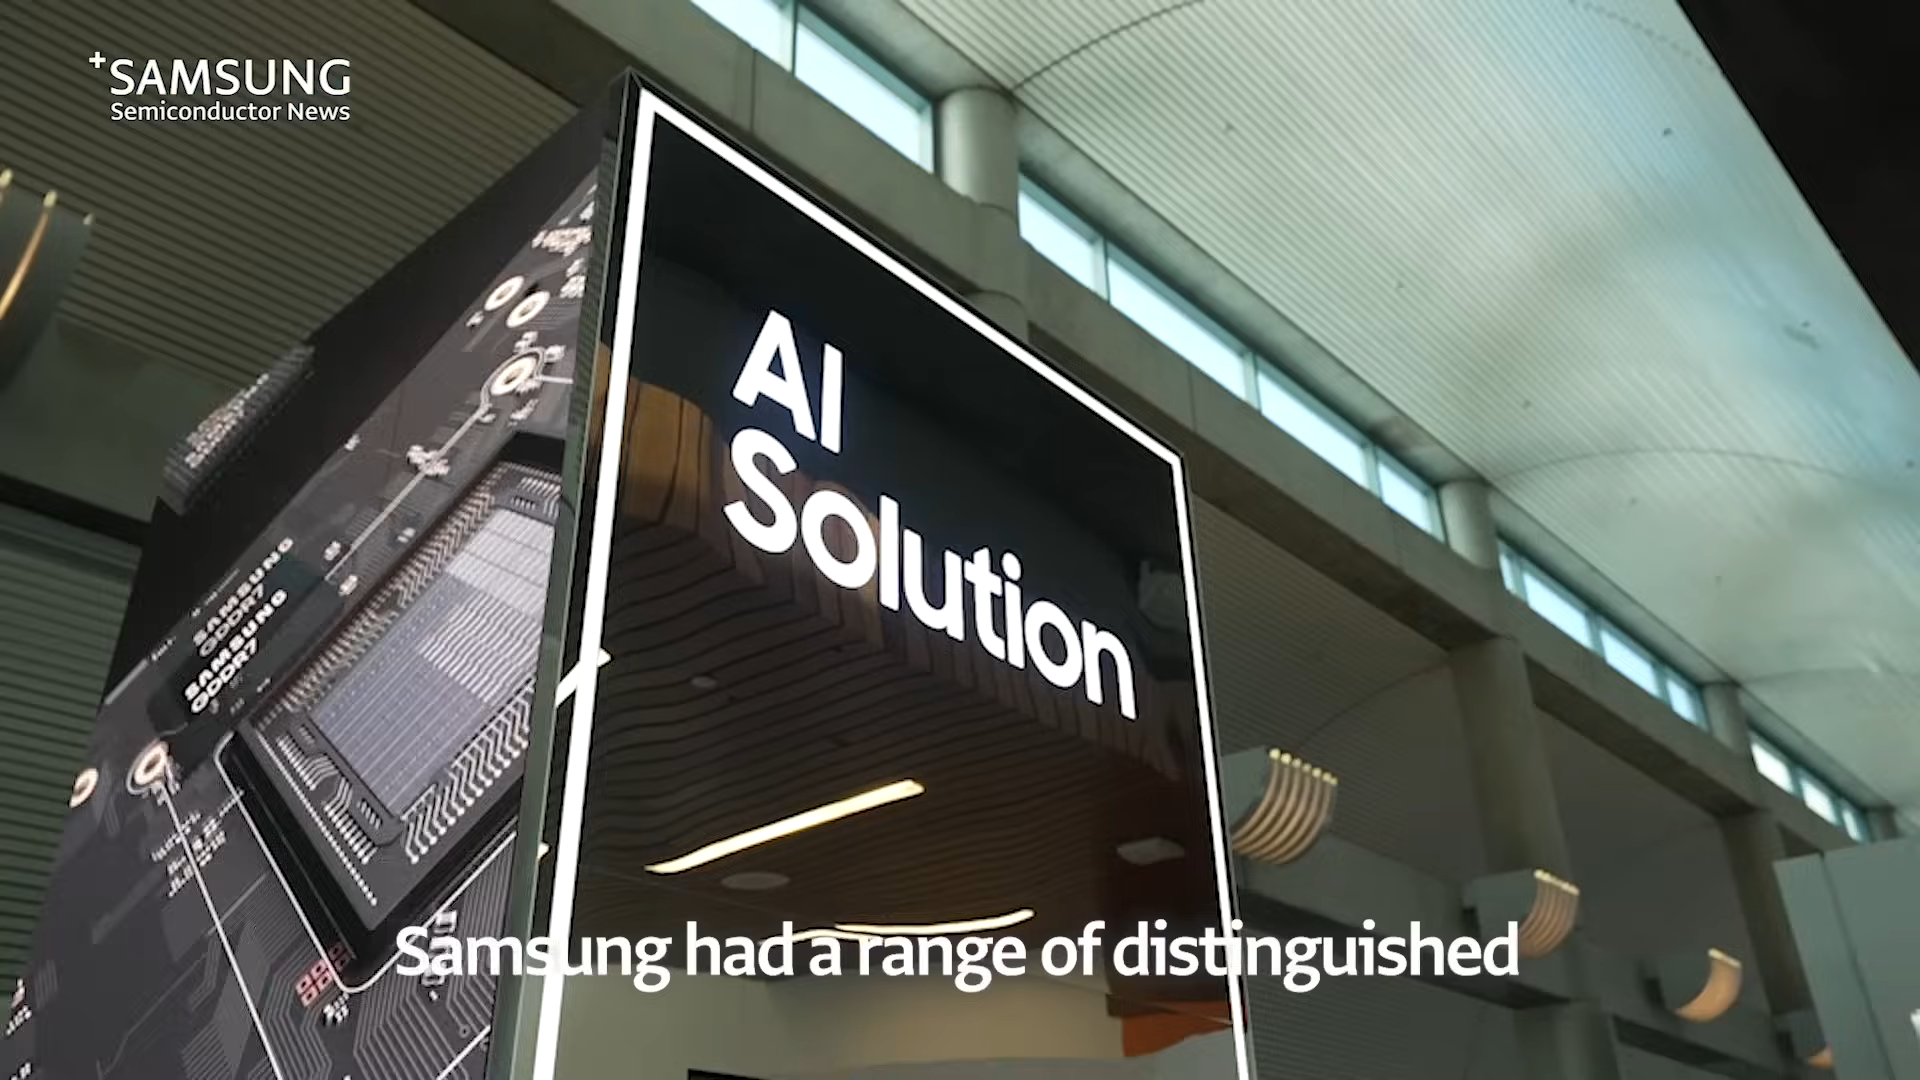 +SAMSUNG
Semiconductor News
AI
Solution
SAMSUNG
GDDR7
SAMSUNG
GDDR7
Samsung had a range of distinguished